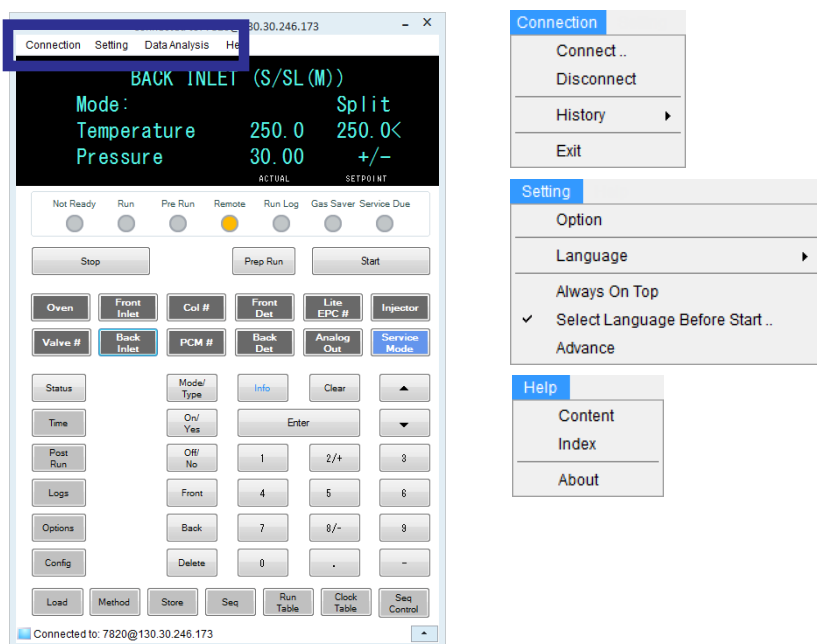 30.30.246.173
Connection Setting Data Analysis
BACK INLET (S/SL(M))
Mode: Split
Temperature 250.0 250.0<
Pressure 30.00 +/−
ACTUAL SETPOINT
Not Ready Run Pre Run Remote Run Log Gas Saver Service Due
Stop Prep Run Start
Oven Front Inlet Col # Front Det Lite EPC # Injector
Valve # Back Inlet PCM # Back Det Analog Out Service Mode
Status Mode/ Type Info Clear
Time On/ Yes Enter
Post Run Off/ No 1 2/+ 3
Logs Front 4 5 6
Options Back 7 8/- 9
Config Delete 0 . -
Load Method Store Seq Run Table Clock Table Seq Control
Connected to: 7820@130.30.246.173
Connection
Connect ..
Disconnect
History
Exit
Setting
Option
Language
Always On Top
Select Language Before Start ..
Advance
Help
Content
Index
About